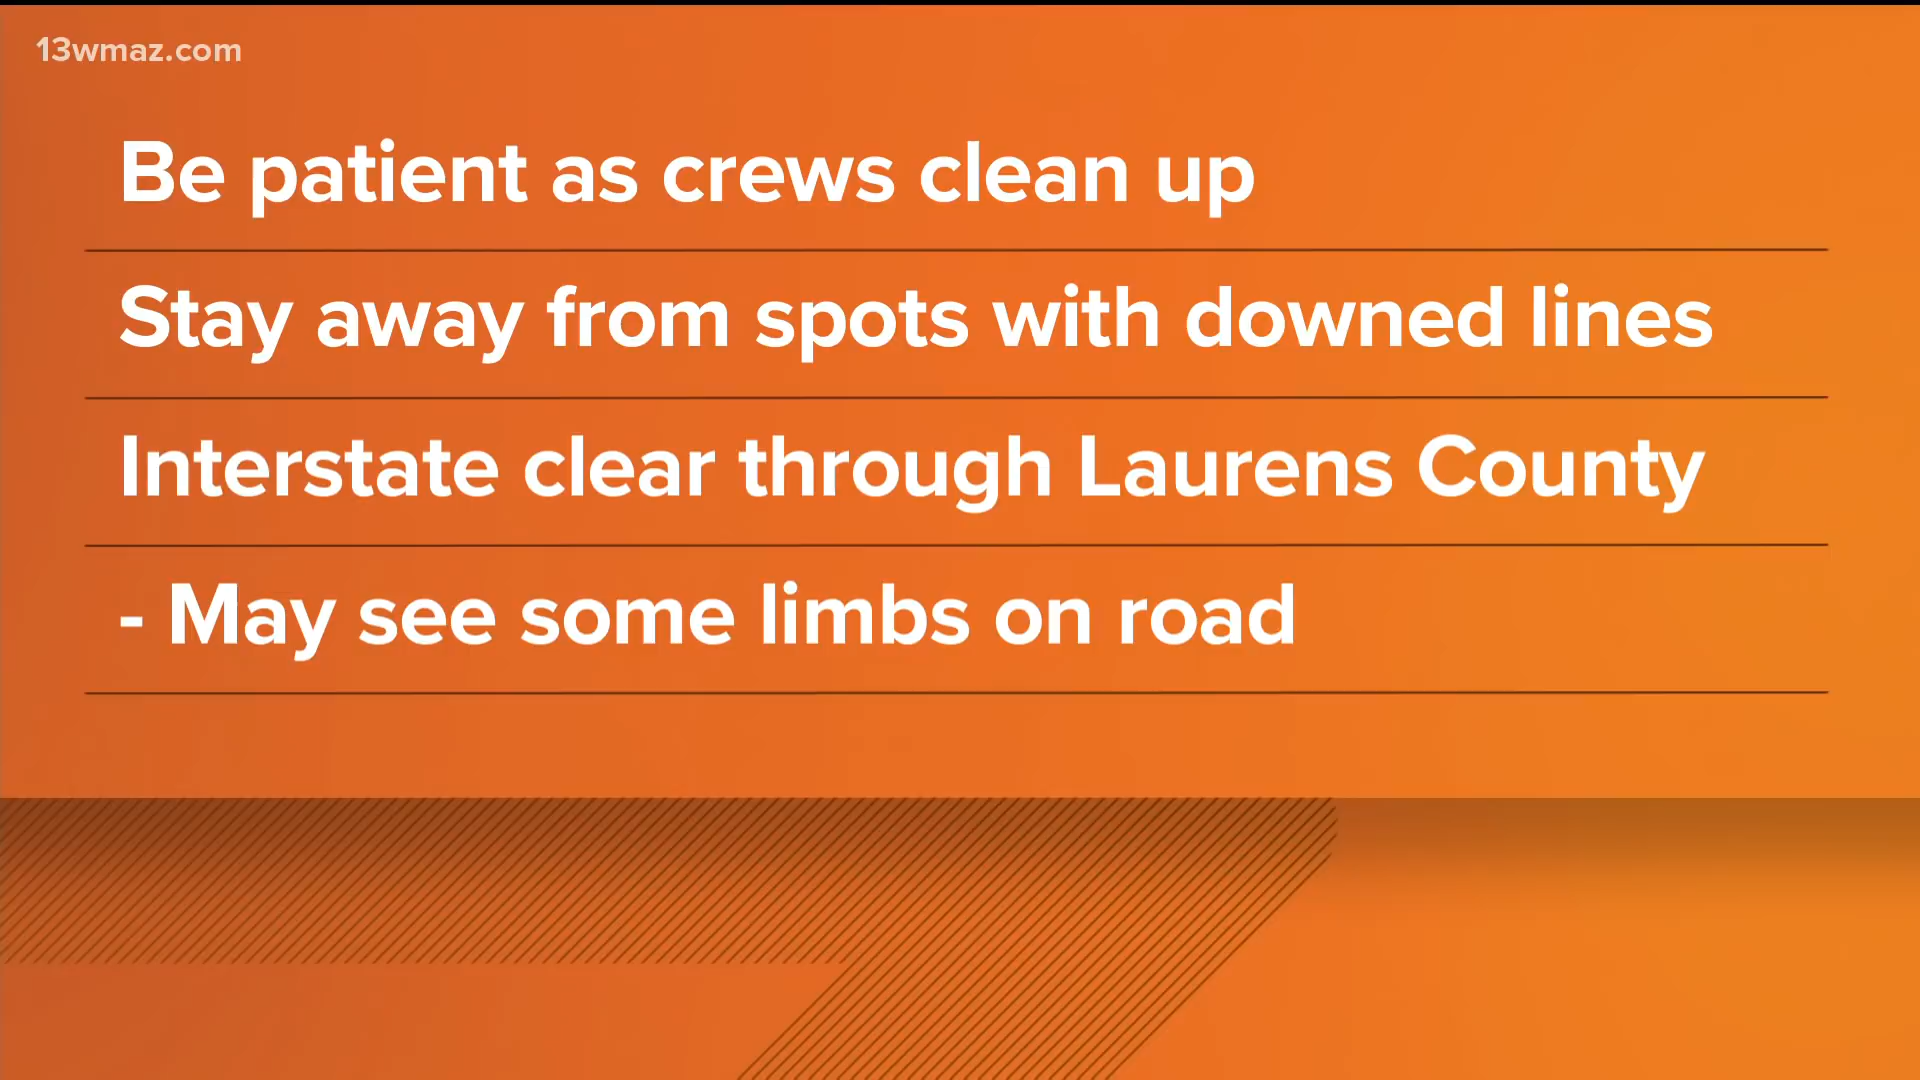 13wmaz.com
Be patient as crews clean up
Stay away from spots with downed lines
Interstate clear through Laurens County
- May see some limbs on road